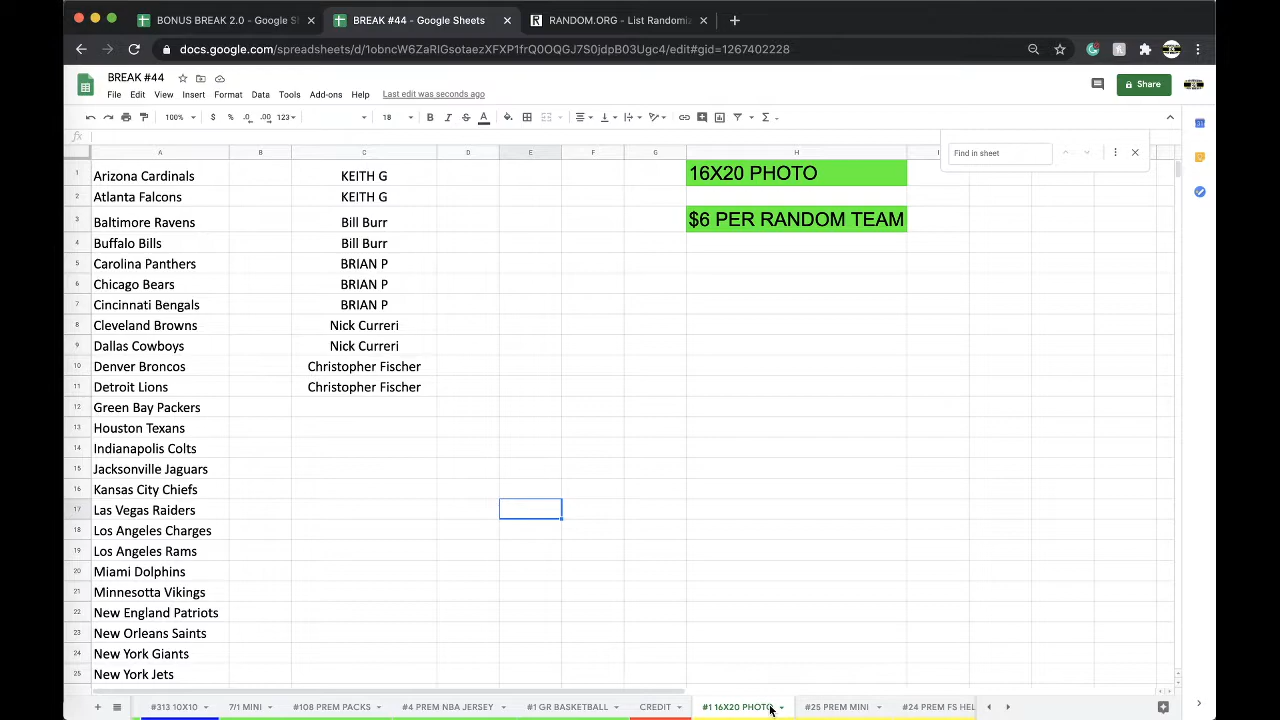 BONUS BREAK 2.0 - Google Sh
BREAK #44 - Google Sheets
RANDOM.ORG - List Randomiz
docs.google.com/spreadsheets/d/1obncW6ZaRIGsotaezXFXP1frQ0OQGJ7S0jdpB03Ugc4/edit#gid=1267402228
BREAK #44
File Edit View Insert Format Data Tools Add-ons Help Last edit was seconds ago
Share
100% $ % .0 .00 123 18 B I S A
fx
Find in sheet
A B C D E F G H
1 Arizona Cardinals KEITH G 16X20 PHOTO
2 Atlanta Falcons KEITH G
3 Baltimore Ravens Bill Burr $6 PER RANDOM TEAM
4 Buffalo Bills Bill Burr
5 Carolina Panthers BRIAN P
6 Chicago Bears BRIAN P
7 Cincinnati Bengals BRIAN P
8 Cleveland Browns Nick Curreri
9 Dallas Cowboys Nick Curreri
10 Denver Broncos Christopher Fischer
11 Detroit Lions Christopher Fischer
12 Green Bay Packers
13 Houston Texans
14 Indianapolis Colts
15 Jacksonville Jaguars
16 Kansas City Chiefs
17 Las Vegas Raiders
18 Los Angeles Charges
19 Los Angeles Rams
20 Miami Dolphins
21 Minnesotta Vikings
22 New England Patriots
23 New Orleans Saints
24 New York Giants
25 New York Jets
#313 10X10 7/1 MINI #108 PREM PACKS #4 PREM NBA JERSEY #1 GR BASKETBALL CREDIT #1 16X20 PHOTO #25 PREM MINI #24 PREM FS HEL